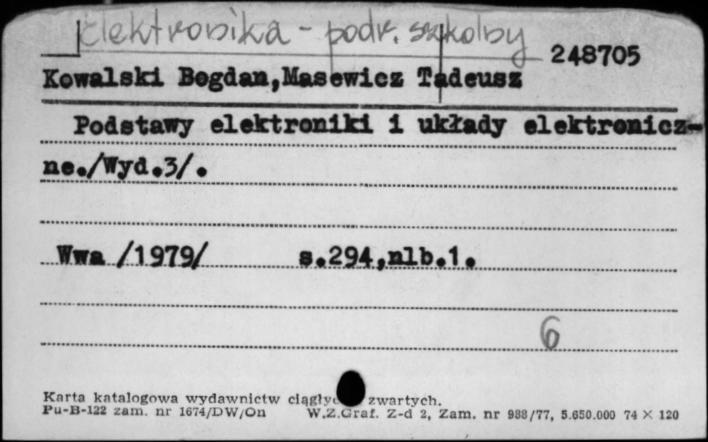 Elektronika - podr. szkolny
248705
Kowalski Bogdan,Masewicz Tadeusz
Podstawy elektroniki i układy elektronicz-
ne./Wyd.3/.
Wwa /1979/ s.294,nlb.1.
6
Karta katalogowa wydawnictw zwartych.
Pu-B-122 zam. nr 1674/DW/On W.Z.Graf. Z-d 2, Zam. nr 988/77, 5.650.000 74 × 120